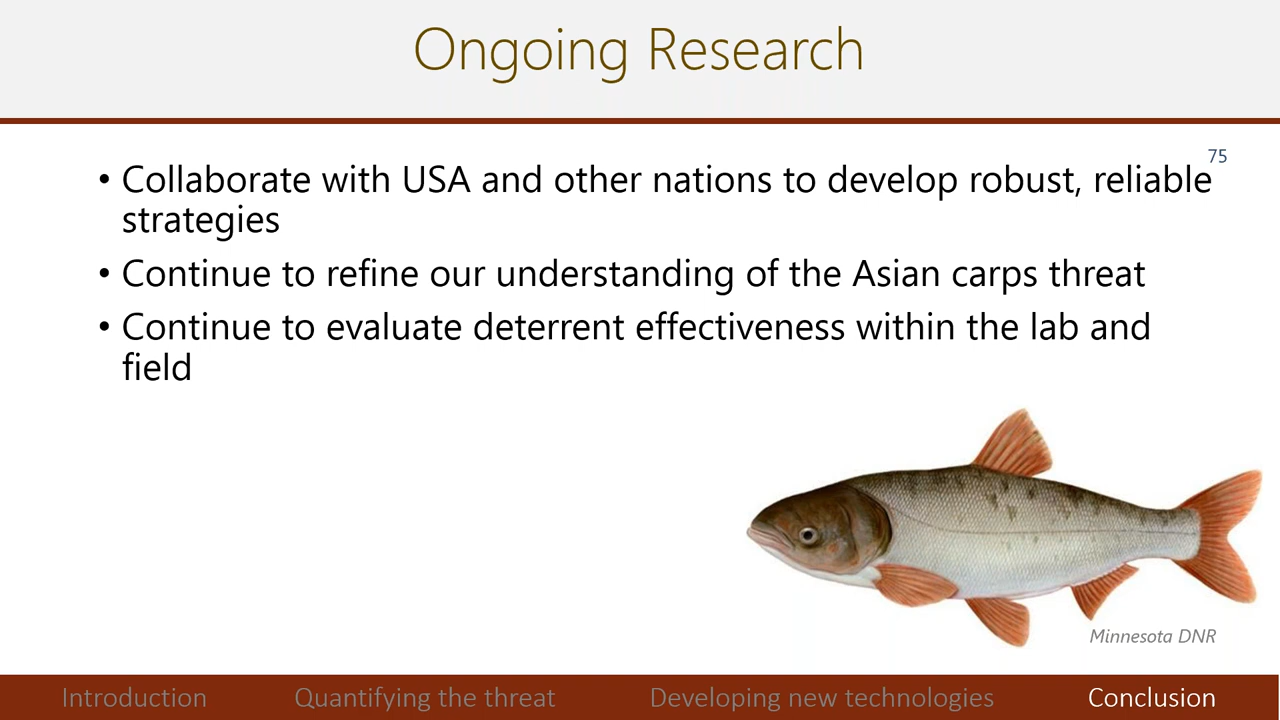 Ongoing Research
75
• Collaborate with USA and other nations to develop robust, reliable
strategies
• Continue to refine our understanding of the Asian carps threat
• Continue to evaluate deterrent effectiveness within the lab and
field
Minnesota DNR
Introduction Quantifying the threat Developing new technologies Conclusion